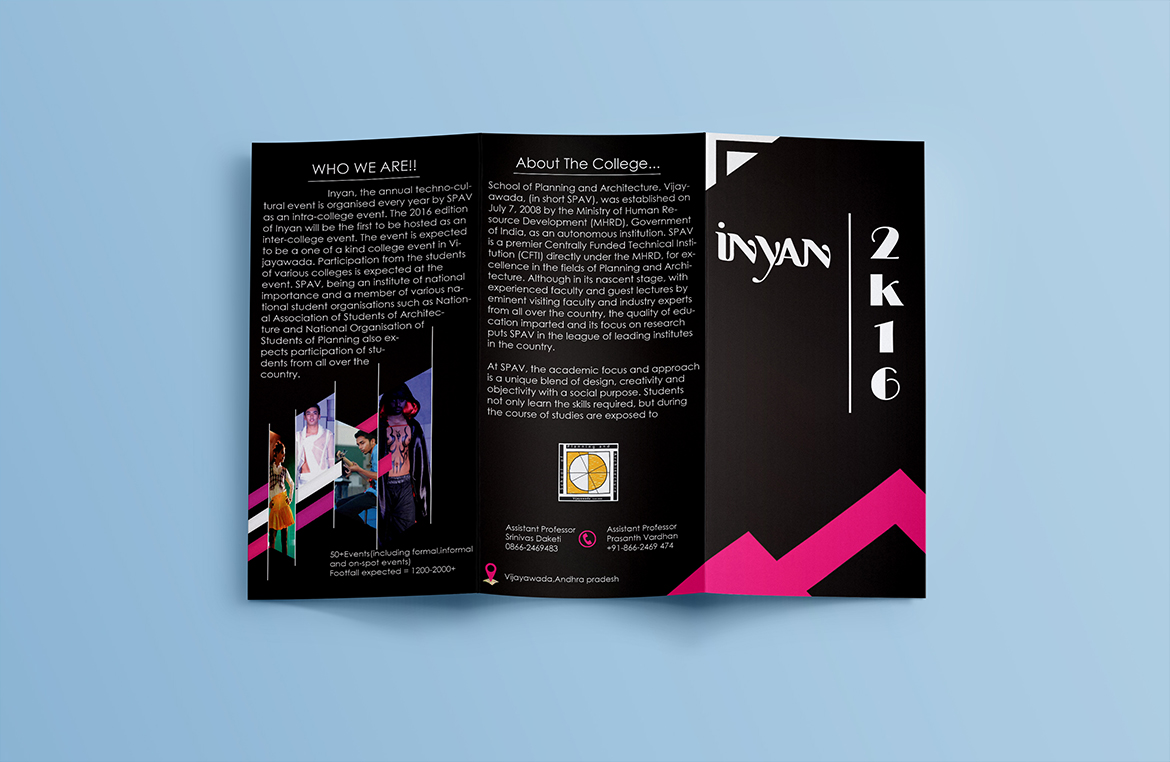 WHO WE ARE!!
Inyan, the annual techno-cul-
tural event is organised every year by SPAV
as an intra-college event. The 2016 edition
of Inyan will be the first to be hosted as an
inter-college event. The event is expected
to be a one of a kind college event in Vi-
jayawada. Participation from the students
of various colleges is expected at the
event. SPAV, being an institute of national
importance and a member of various na-
tional student organisations such as Nation-
al Association of Students of Architec-
ture and National Organisation of
Students of Planning also ex-
pects participation of stu-
dents from all over the
country.
50+Events(including formal,informal
and on-spot events)
Footfall expected = 1200-2000+
About The College...
School of Planning and Architecture, Vijay-
awada, (in short SPAV), was established on
July 7, 2008 by the Ministry of Human Re-
source Development (MHRD), Government
of India, as an autonomous institution. SPAV
is a premier Centrally Funded Technical Insti-
tution (CFTI) directly under the MHRD, for ex-
cellence in the fields of Planning and Archi-
tecture. Although in its nascent stage, with
experienced faculty and guest lectures by
eminent visiting faculty and industry experts
from all over the country, the quality of edu-
cation imparted and its focus on research
puts SPAV in the league of leading institutes
in the country.
At SPAV, the academic focus and approach
is a unique blend of design, creativity and
objectivity with a social purpose. Students
not only learn the skills required, but during
the course of studies are exposed to
Planning and
Assistant Professor
Srinivas Daketi
0866-2469483
Assistant Professor
Prasanth Vardhan
+91-866-2469 474
Vijayawada,Andhra pradesh
iNyAN
2
k
1
6